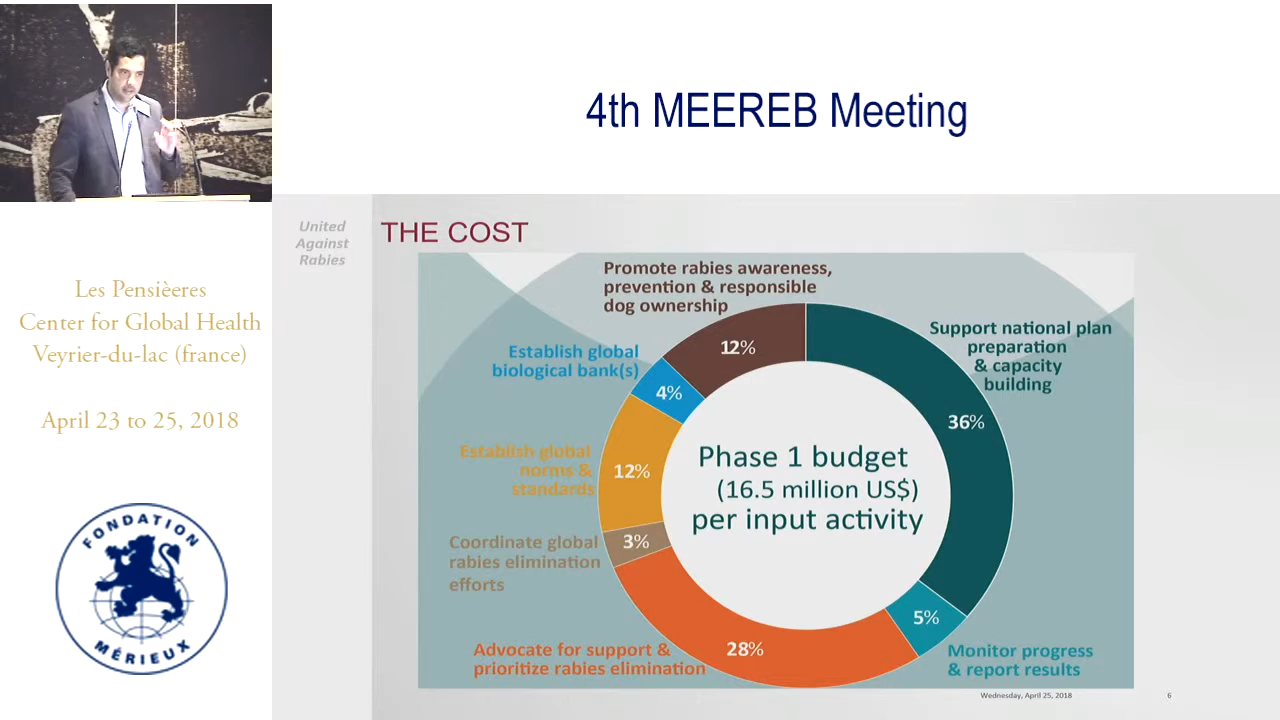 4th MEEREB Meeting
Les Pensièeres
Center for Global Health
Veyrier-du-lac (france)
April 23 to 25, 2018
FONDATION
MÉRIEUX
United
Against
Rabies
THE COST
Promote rabies awareness,
prevention & responsible
dog ownership
12%
Support national plan
preparation
& capacity
building
36%
Establish global
biological bank(s)
4%
Establish global
norms &
standards
12%
Phase 1 budget
(16.5 million US$)
per input activity
Coordinate global
rabies elimination
efforts
3%
5%
Monitor progress
& report results
Advocate for support &
prioritize rabies elimination
28%
Wednesday, April 25, 2018
6